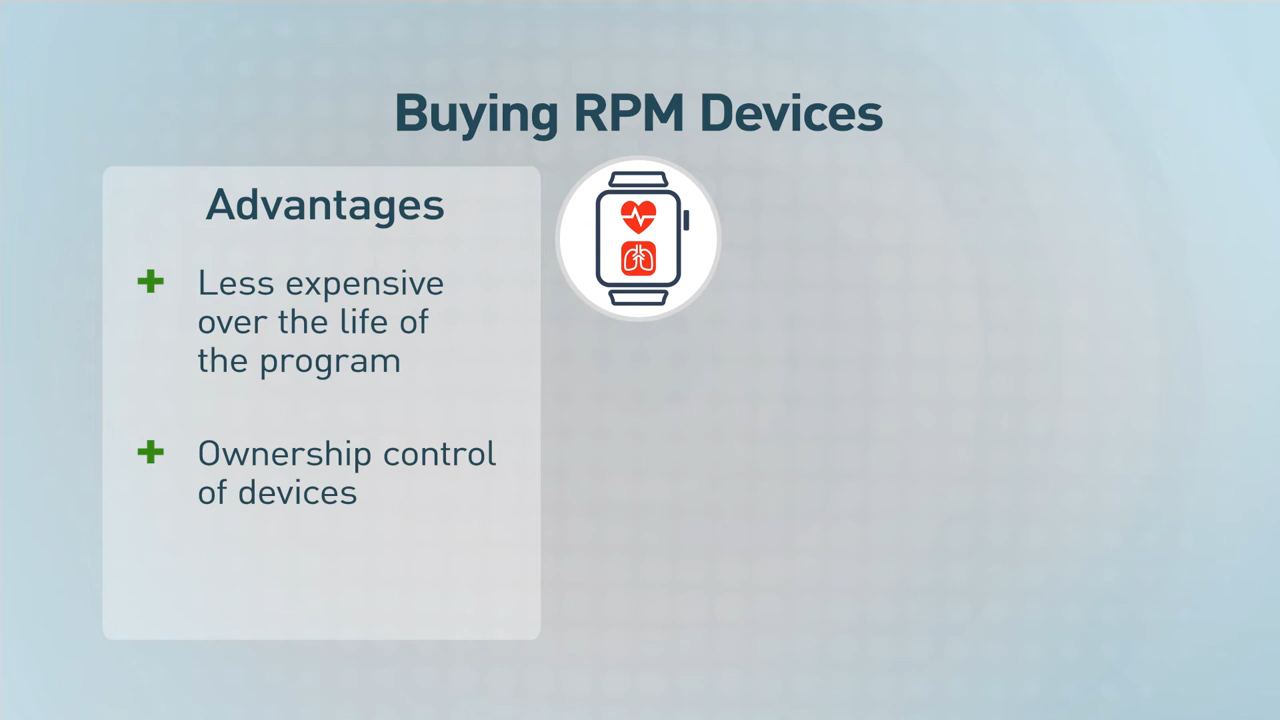 Buying RPM Devices
Advantages
Less expensive
over the life of
the program
Ownership control
of devices